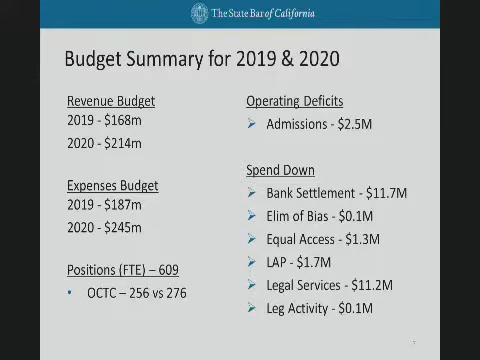 The State Bar of California
Budget Summary for 2019 & 2020
Revenue Budget
2019 - $168m
2020 - $214m
Expenses Budget
2019 - $187m
2020 - $245m
Positions (FTE) – 609
• OCTC – 256 vs 276
Operating Deficits
Admissions - $2.5M
Spend Down
Bank Settlement - $11.7M
Elim of Bias - $0.1M
Equal Access - $1.3M
LAP - $1.7M
Legal Services - $11.2M
Leg Activity - $0.1M